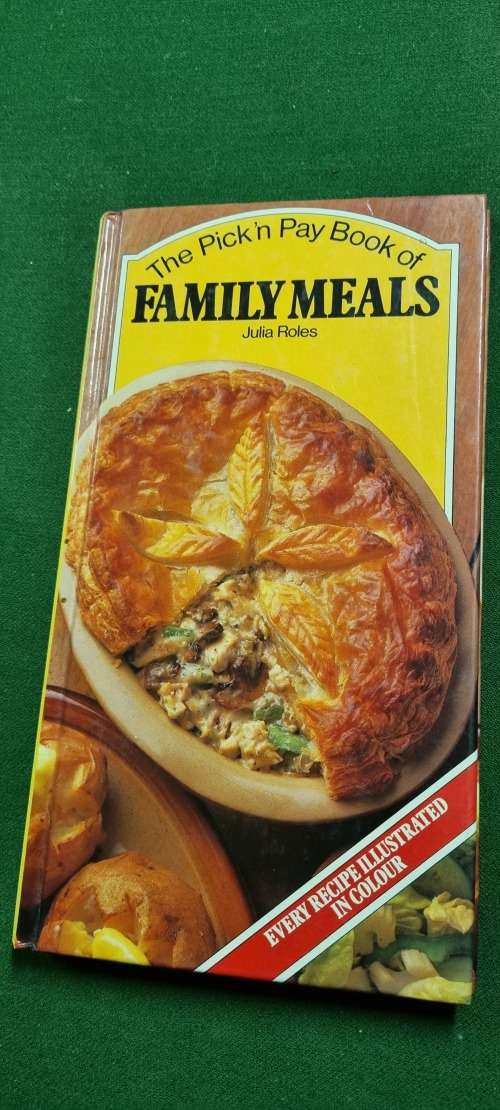 The Pick'n Pay Book of
FAMILY MEALS
Julia Roles
EVERY RECIPE ILLUSTRATED
IN COLOUR